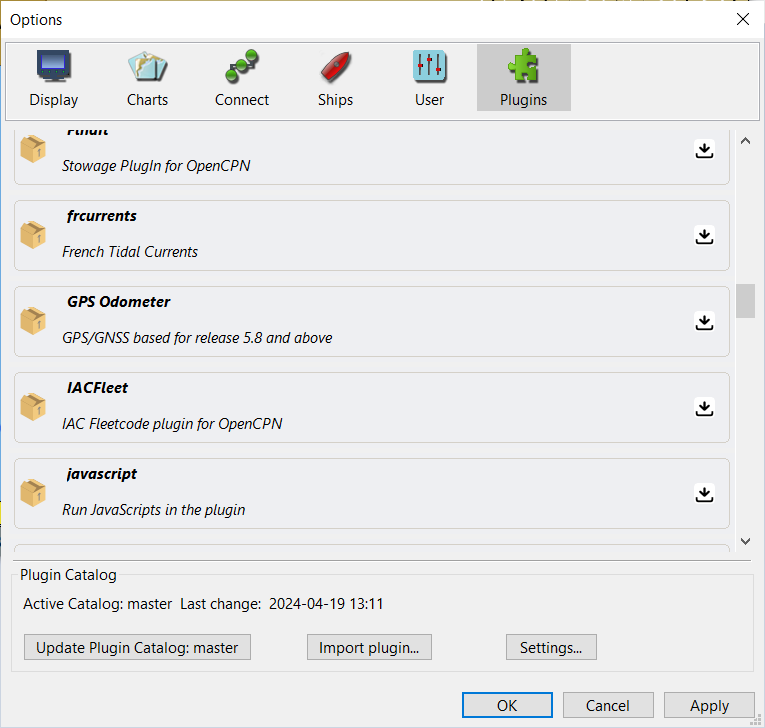 Options
Display
Charts
Connect
Ships
User
Plugins
Stowage PlugIn for OpenCPN
frcurrents
French Tidal Currents
GPS Odometer
GPS/GNSS based for release 5.8 and above
IACFleet
IAC Fleetcode plugin for OpenCPN
javascript
Run JavaScripts in the plugin
Plugin Catalog
Active Catalog: master Last change: 2024-04-19 13:11
Update Plugin Catalog: master
Import plugin...
Settings...
OK
Cancel
Apply